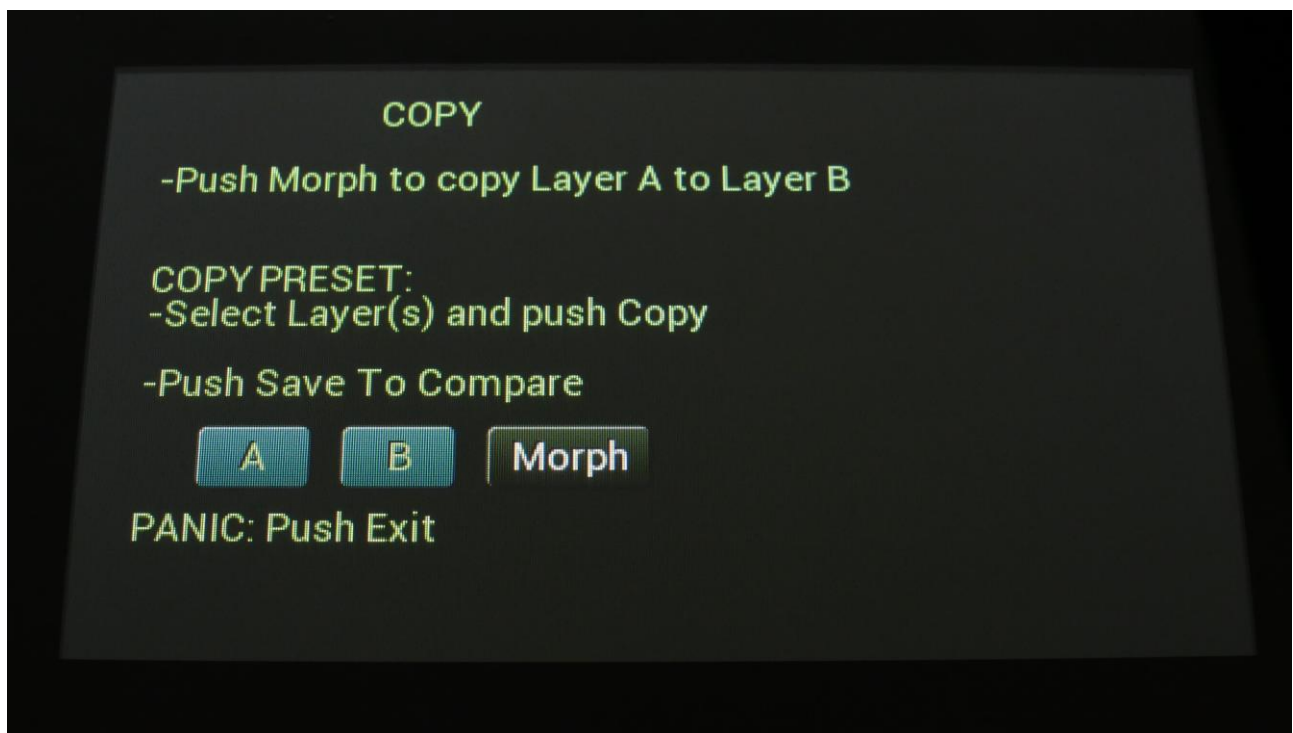 COPY
-Push Morph to copy Layer A to Layer B
COPY PRESET:
-Select Layer(s) and push Copy
-Push Save To Compare
A B Morph
PANIC: Push Exit